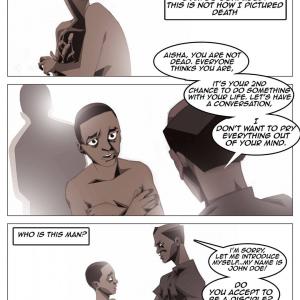 THIS IS NOT HOW I PICTURED
DEATH
AISHA, YOU ARE NOT
DEAD. EVERYONE
THINKS YOU ARE,
IT'S YOUR 2ND
CHANCE TO DO SOMETHING
WITH YOUR LIFE. LET'S HAVE A
CONVERSATION,
I
DON'T WANT TO PRY
EVERYTHING OUT
OF YOUR MIND.
WHO IS THIS MAN?
I'M SORRY,
LET ME INTRODUCE
MYSELF...MY NAME IS
JOHN DOE!
DO
YOU ACCEPT TO
BE A DISCIPLE?